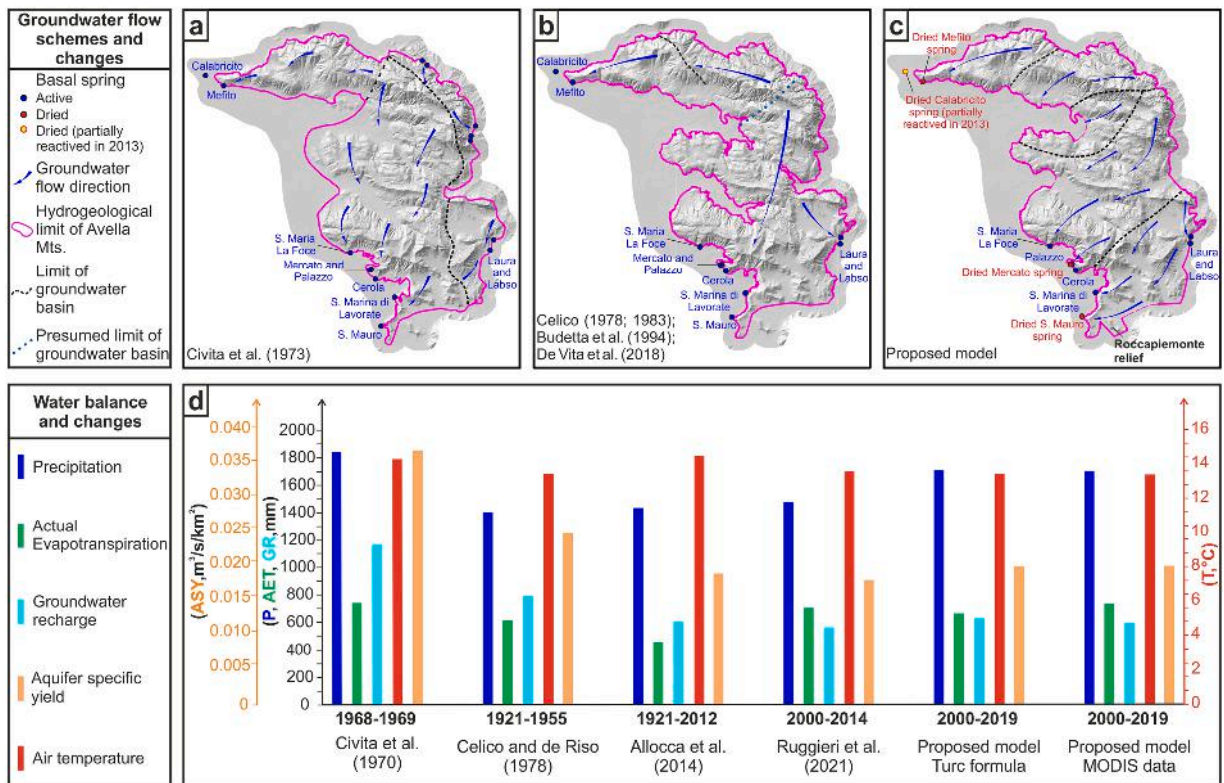 Groundwater flow
schemes and
changes
Basal spring
Active
Dried
Dried (partially
reactived in 2013)
Groundwater
flow direction
Hydrogeological
limit of Avella
Mts.
Limit of
groundwater
basin
Presumed limit of
groundwater basin
a
Calabricito
Mefito
S. Maria
La Foce
Mercato and
Palazzo
Cerola
S. Marina di
Lavorate
S. Mauro
Laura
and
Labso
Civita et al. (1973)
b
Calabricito
Mefito
S. Maria
La Foce
Mercato and
Palazzo
Cerola
S. Marina di
Lavorate
S. Mauro
Laura
and
Labso
Celico (1978; 1983);
Budetta et al. (1994);
De Vita et al. (2018)
c
Dried Mefito
spring
Dried Calabricito
spring (partially
reactived in 2013)
S. Maria
La Foce
Palazzo
Dried Mercato spring
Cerola
S. Marina di
Lavorate
Dried S. Mauro
spring
Laura
and
Labso
Roccapiemonte
relief
Proposed model
Water balance
and changes
Precipitation
Actual
Evapotranspiration
Groundwater
recharge
Aquifer specific
yield
Air temperature
d
(ASY,m³/s/km²)
0.040
0.035
0.030
0.025
0.020
0.015
0.010
0.005
0
(P, AET, GR,mm)
2000
1800
1600
1400
1200
1000
800
600
400
200
0
(T,°C)
16
14
12
10
8
6
4
2
0
1968-1969
Civita et al.
(1970)
1921-1955
Celico and de Riso
(1978)
1921-2012
Allocca et al.
(2014)
2000-2014
Ruggieri et al.
(2021)
2000-2019
Proposed model
Turc formula
2000-2019
Proposed model
MODIS data